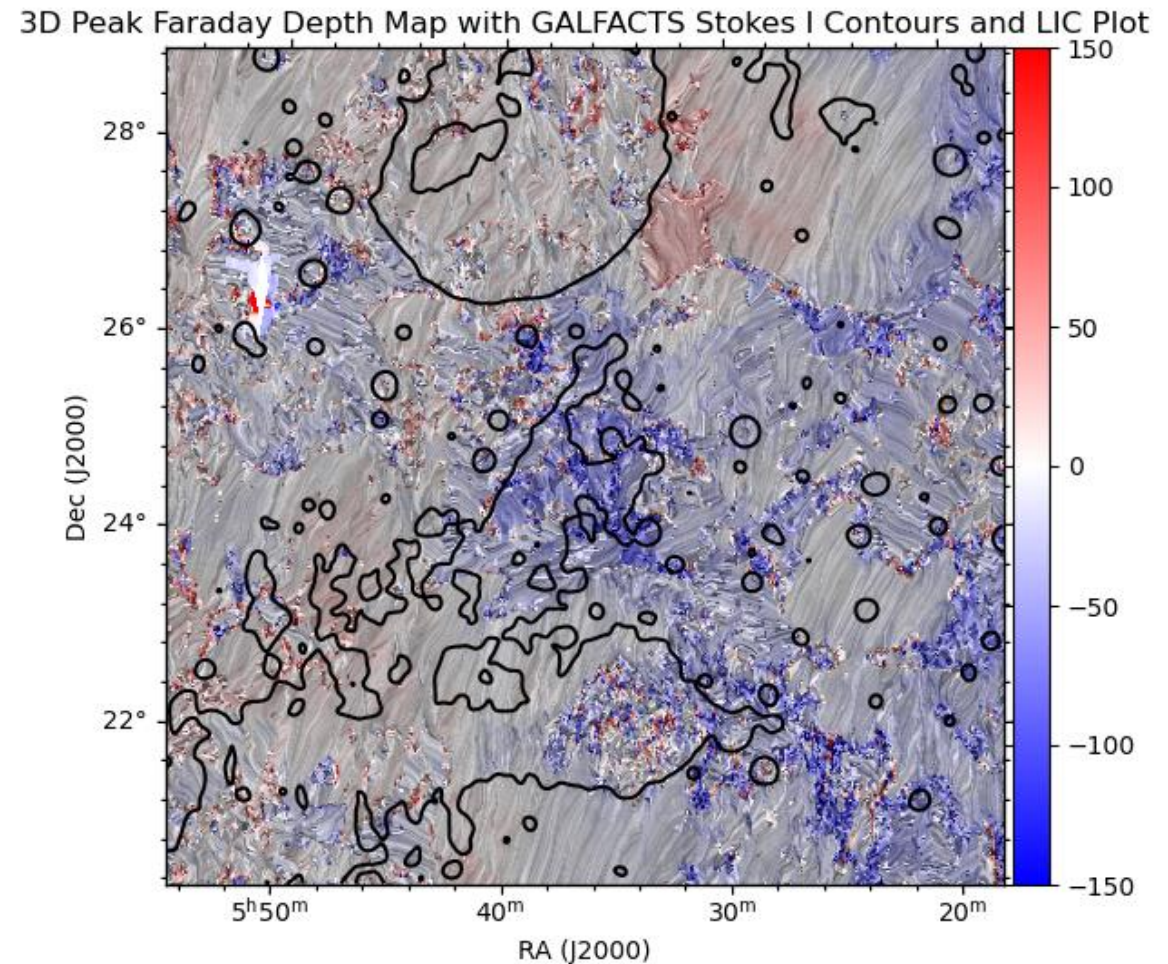 3D Peak Faraday Depth Map with GALFACTS Stokes I Contours and LIC Plot
150
28°
100
50
26°
0
Dec (J2000)
24°
−50
22°
−100
−150
5ʰ50ᵐ 40ᵐ 30ᵐ 20ᵐ
RA (J2000)